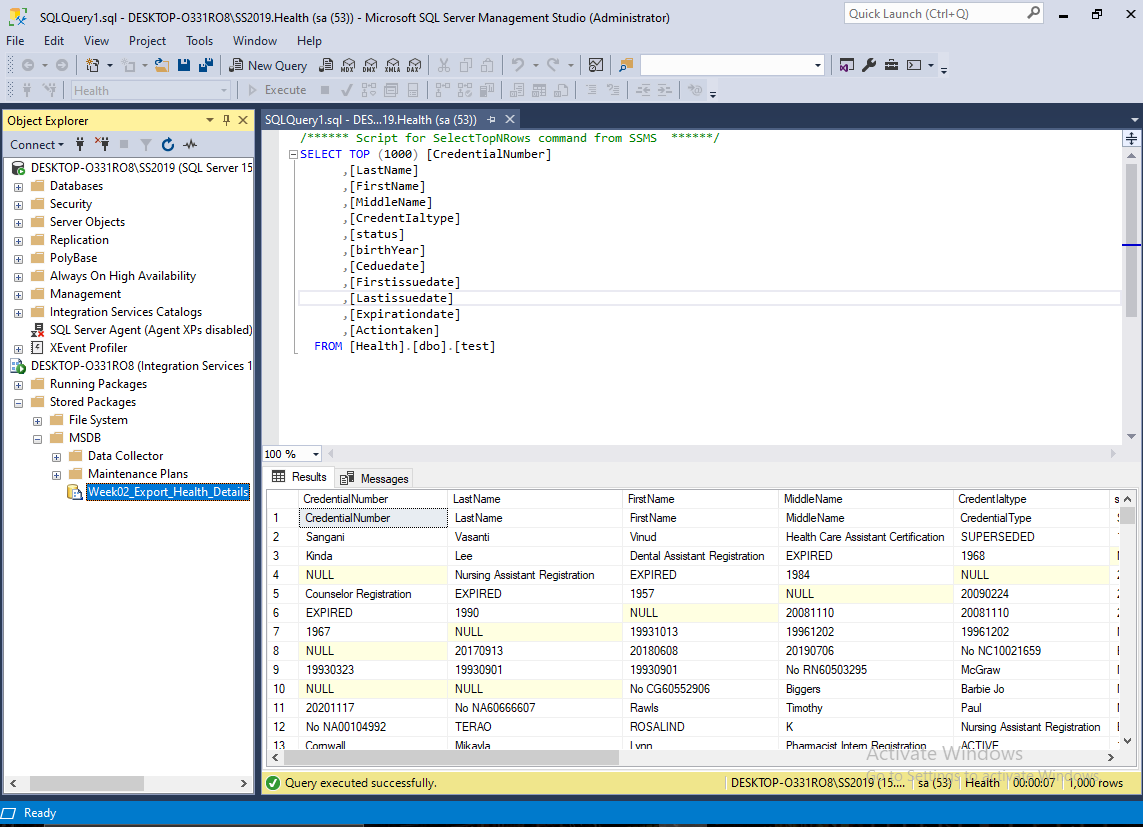 SQLQuery1.sql - DESKTOP-O331RO8\SS2019.Health (sa (53)) - Microsoft SQL Server Management Studio (Administrator)
Quick Launch (Ctrl+Q)
File Edit View Project Tools Window Help
New Query MDX DMX XMLA DAX
Health Execute
Object Explorer
Connect
DESKTOP-O331RO8\SS2019 (SQL Server 15
Databases
Security
Server Objects
Replication
PolyBase
Always On High Availability
Management
Integration Services Catalogs
SQL Server Agent (Agent XPs disabled)
XEvent Profiler
DESKTOP-O331RO8 (Integration Services 1
Running Packages
Stored Packages
File System
MSDB
Data Collector
Maintenance Plans
Week02_Export_Health_Details
SQLQuery1.sql - DES...19.Health (sa (53))
/****** Script for SelectTopNRows command from SSMS ******/
SELECT TOP (1000) [CredentialNumber]
,[LastName]
,[FirstName]
,[MiddleName]
,[CredentIaltype]
,[status]
,[birthYear]
,[Ceduedate]
,[Firstissuedate]
,[Lastissuedate]
,[Expirationdate]
,[Actiontaken]
FROM [Health].[dbo].[test]
100 %
Results Messages
CredentialNumber LastName FirstName MiddleName CredentIaltype s
1 CredentialNumber LastName FirstName MiddleName CredentialType
2 Sangani Vasanti Vinud Health Care Assistant Certification SUPERSEDED
3 Kinda Lee Dental Assistant Registration EXPIRED 1968
4 NULL Nursing Assistant Registration EXPIRED 1984 NULL
5 Counselor Registration EXPIRED 1957 NULL 20090224
6 EXPIRED 1990 NULL 20081110 20081110
7 1967 NULL 19931013 19961202 19961202
8 NULL 20170913 20180608 20190706 No NC10021659
9 19930323 19930901 19930901 No RN60503295 McGraw
10 NULL NULL No CG60552906 Biggers Barbie Jo
11 20201117 No NA60666607 Rawls Timothy Paul
12 No NA00104992 TERAO ROSALIND K Nursing Assistant Registration
13 Cornwall Mikayla Lynn Pharmacist Intern Registration ACTIVE
Activate Windows
Go to Settings to activate Windows.
Query executed successfully. DESKTOP-O331RO8\SS2019 (15.... sa (53) Health 00:00:07 1,000 rows
Ready